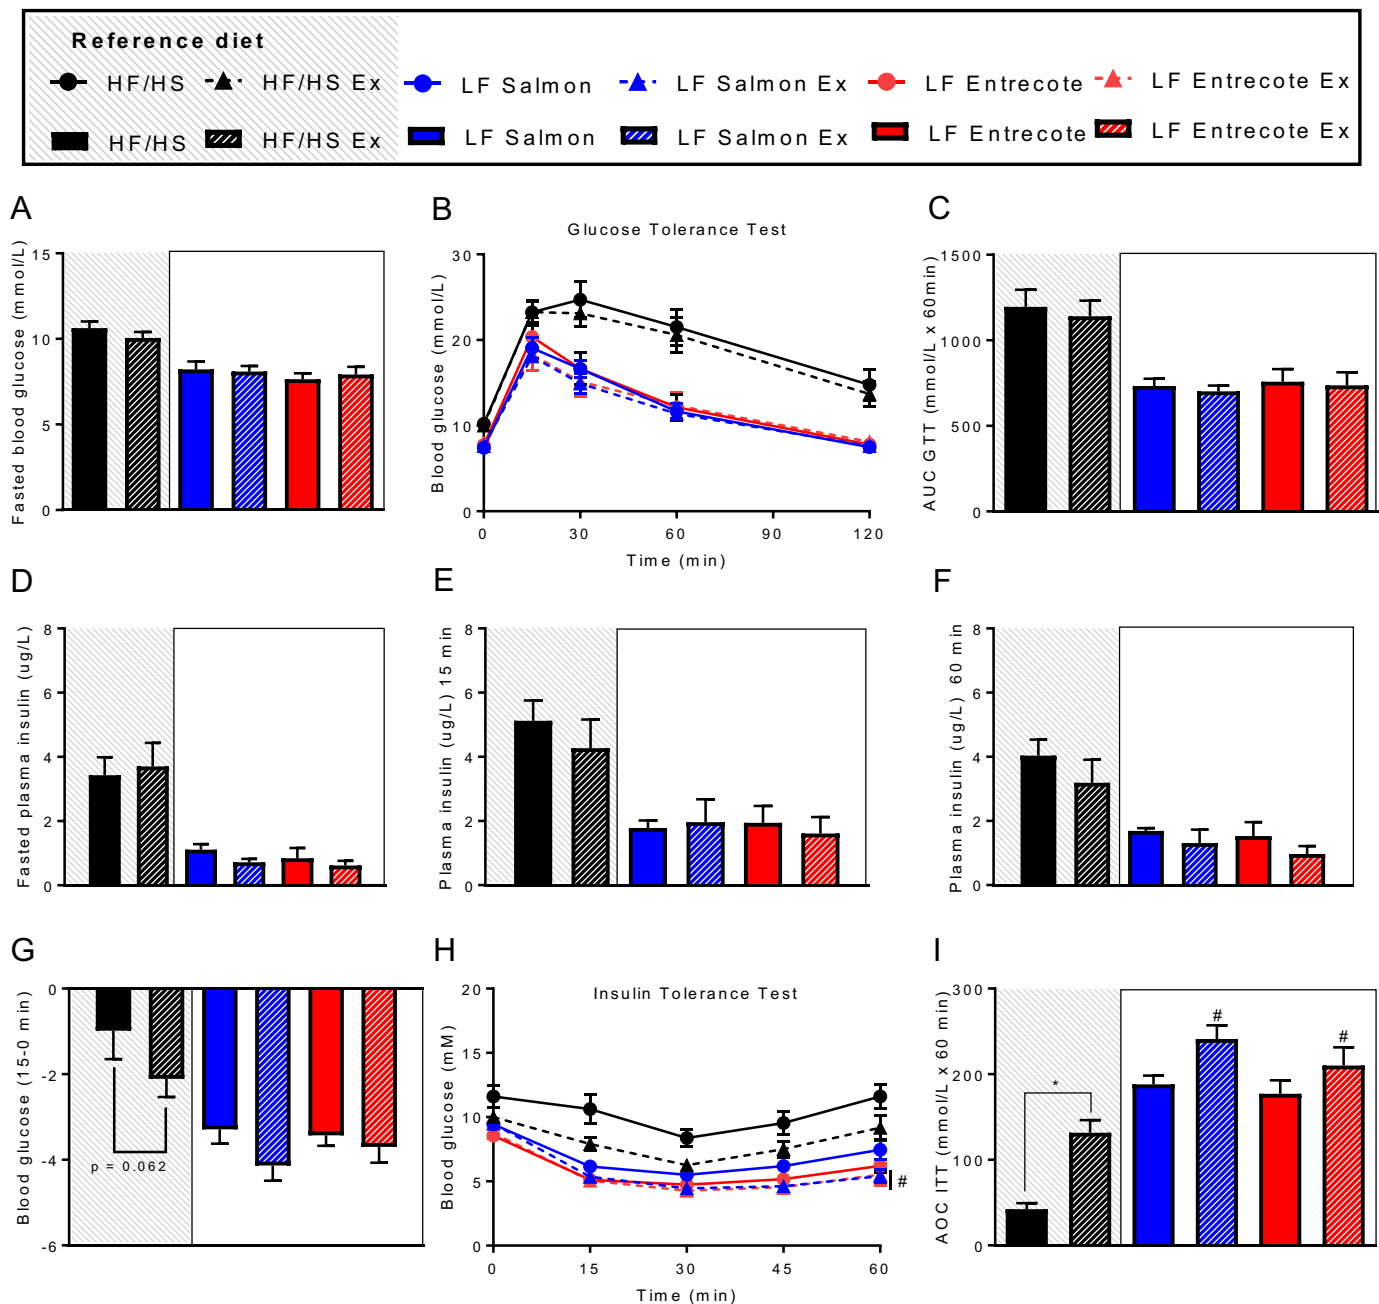 Reference diet
HF/HS HF/HS Ex LF Salmon LF Salmon Ex LF Entrecote LF Entrecote Ex
HF/HS HF/HS Ex LF Salmon LF Salmon Ex LF Entrecote LF Entrecote Ex
A
Fasted blood glucose (mmol/L)
15
10
5
0
B
Glucose Tolerance Test
Blood glucose (mmol/L)
30
20
10
0
0 30 60 90 120
Time (min)
C
AUC GTT (mmol/L x 60min)
1500
1000
500
0
D
Fasted plasma insulin (ug/L)
8
6
4
2
0
E
Plasma insulin (ug/L) 15 min
8
6
4
2
0
F
Plasma insulin (ug/L) 60 min
8
6
4
2
0
G
Blood glucose (15-0 min)
0
-2
-4
-6
p = 0.062
H
Insulin Tolerance Test
Blood glucose (mM)
20
15
10
5
0
#
0 15 30 45 60
Time (min)
I
AOC ITT (mmol/L x 60 min)
300
200
100
0
*
#
#